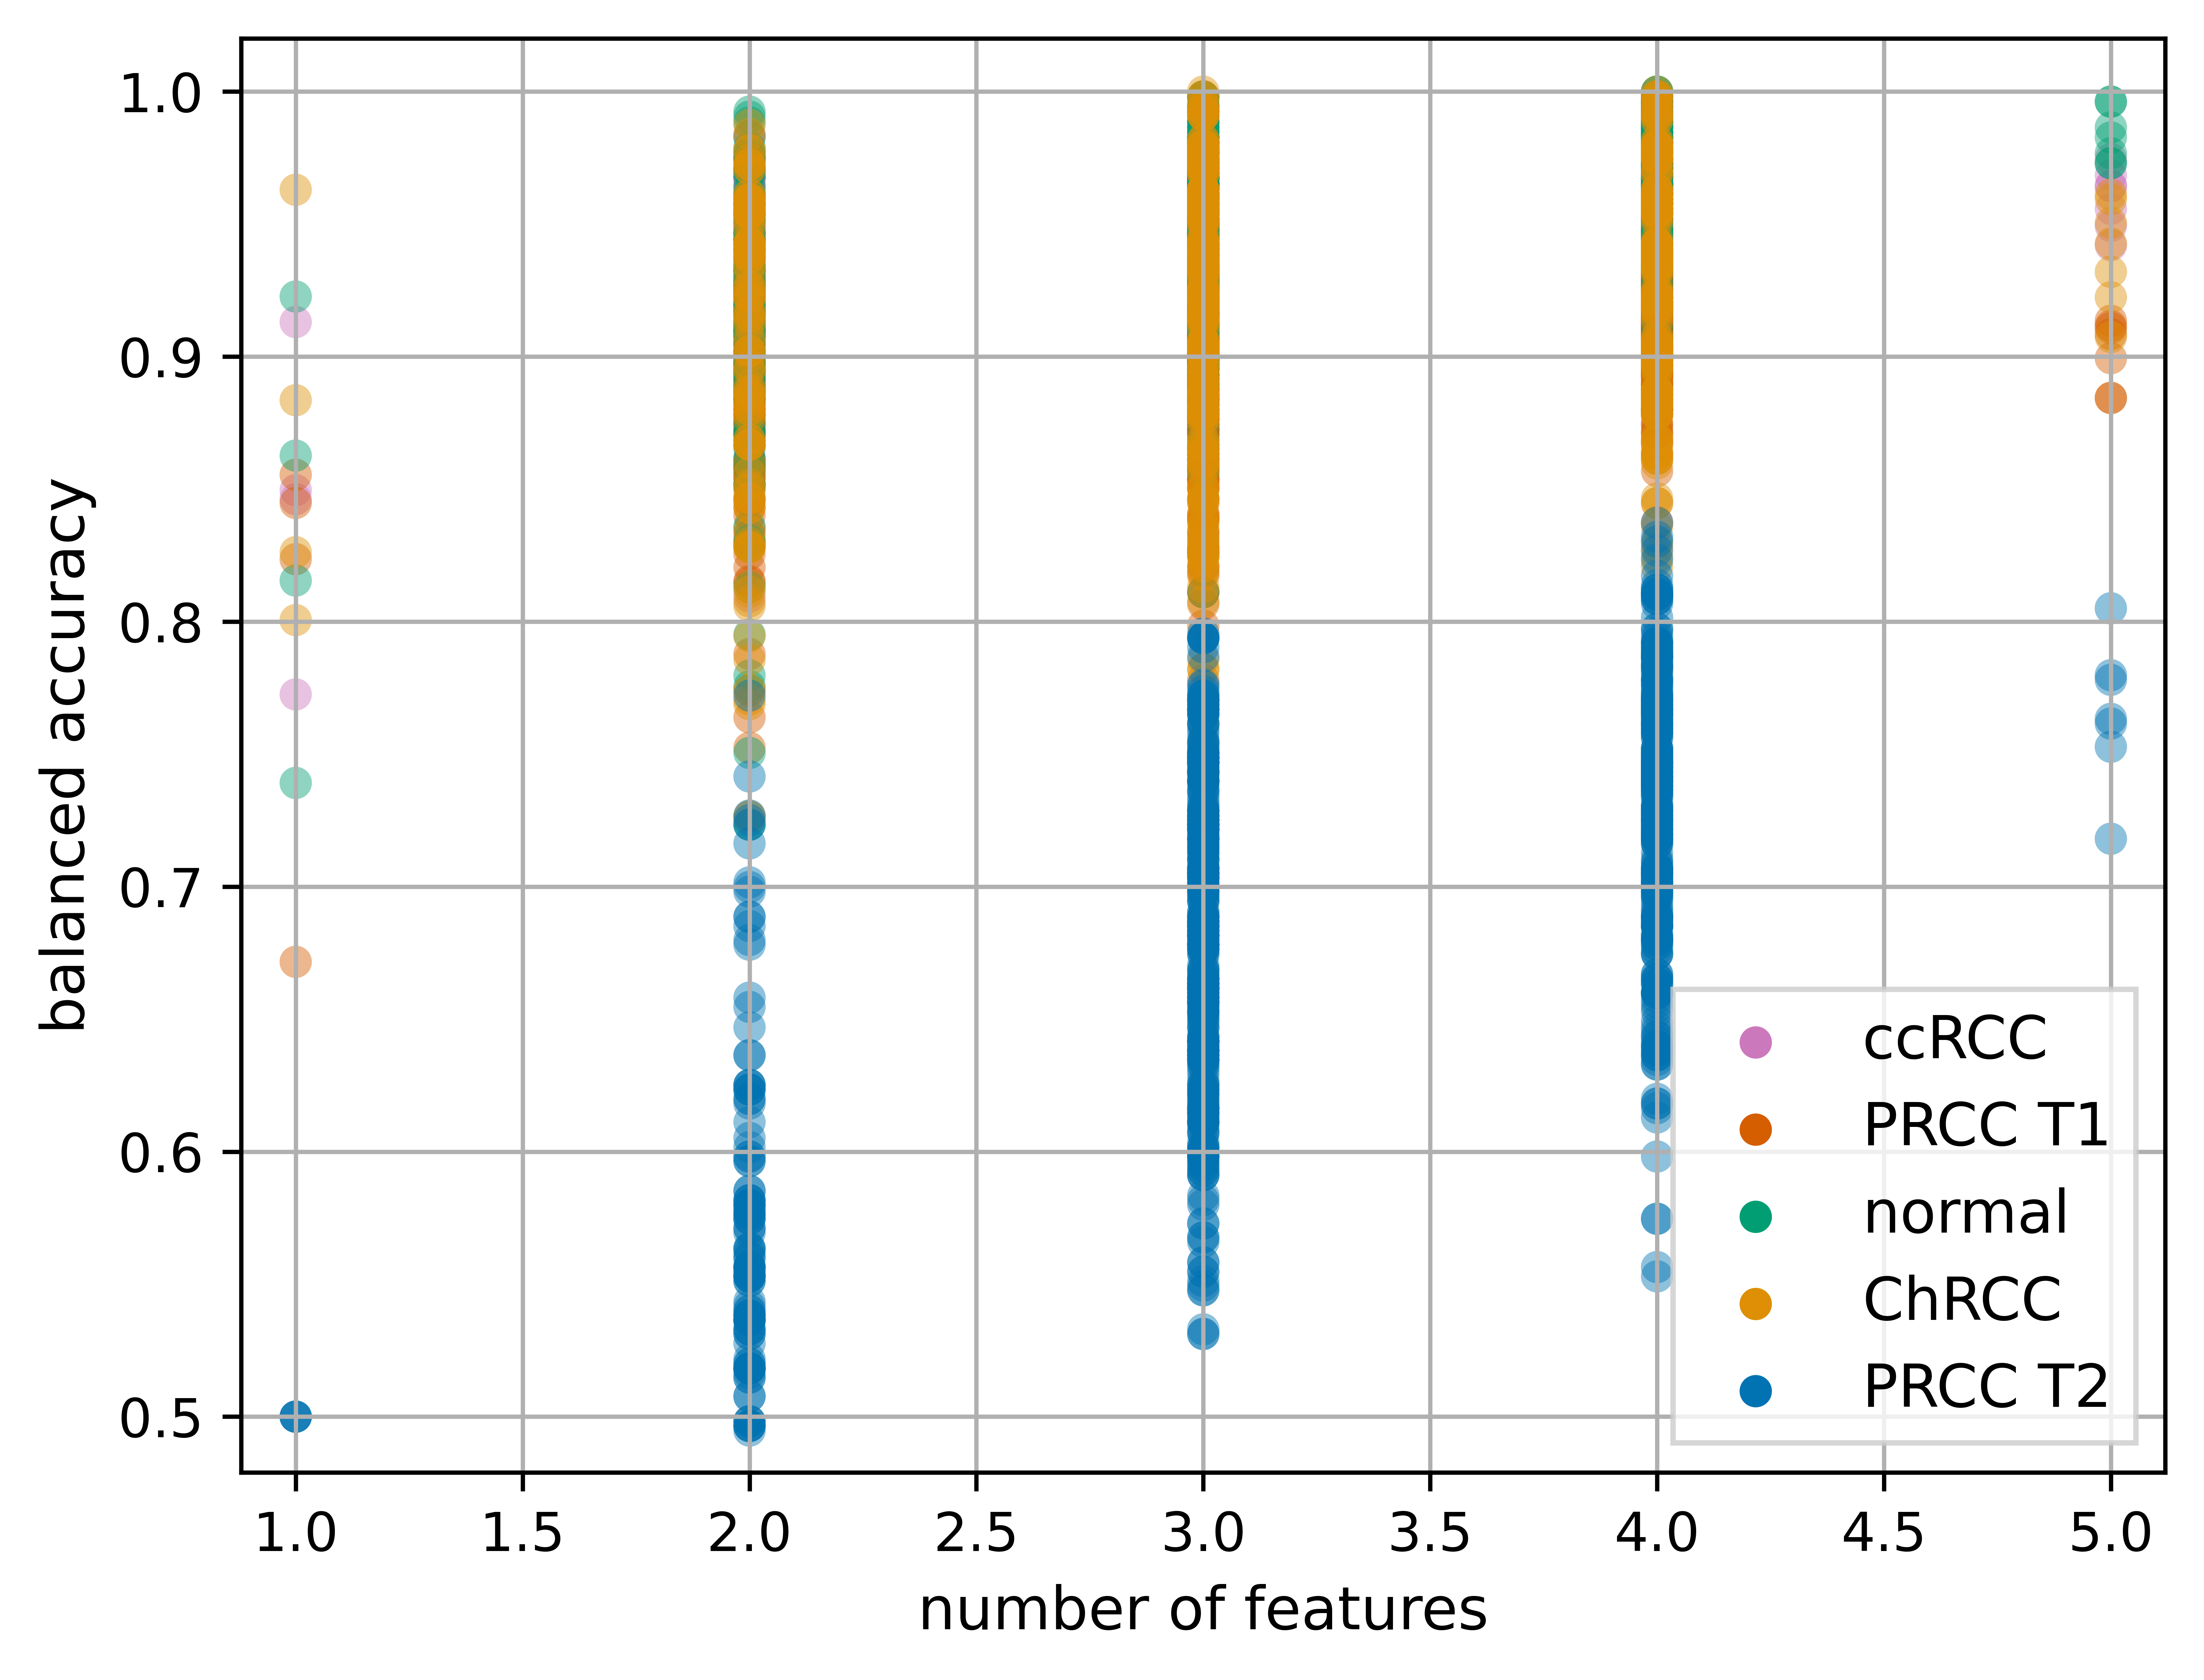 1.0
0.9
0.8
0.7
0.6
0.5
balanced accuracy
ccRCC
PRCC T1
normal
ChRCC
PRCC T2
1.0 1.5 2.0 2.5 3.0 3.5 4.0 4.5 5.0
number of features